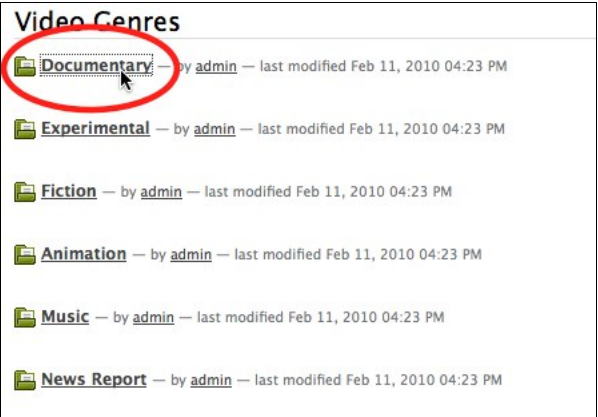 Video Genres
Documentary — by admin — last modified Feb 11, 2010 04:23 PM
Experimental — by admin — last modified Feb 11, 2010 04:23 PM
Fiction — by admin — last modified Feb 11, 2010 04:23 PM
Animation — by admin — last modified Feb 11, 2010 04:23 PM
Music — by admin — last modified Feb 11, 2010 04:23 PM
News Report — by admin — last modified Feb 11, 2010 04:23 PM